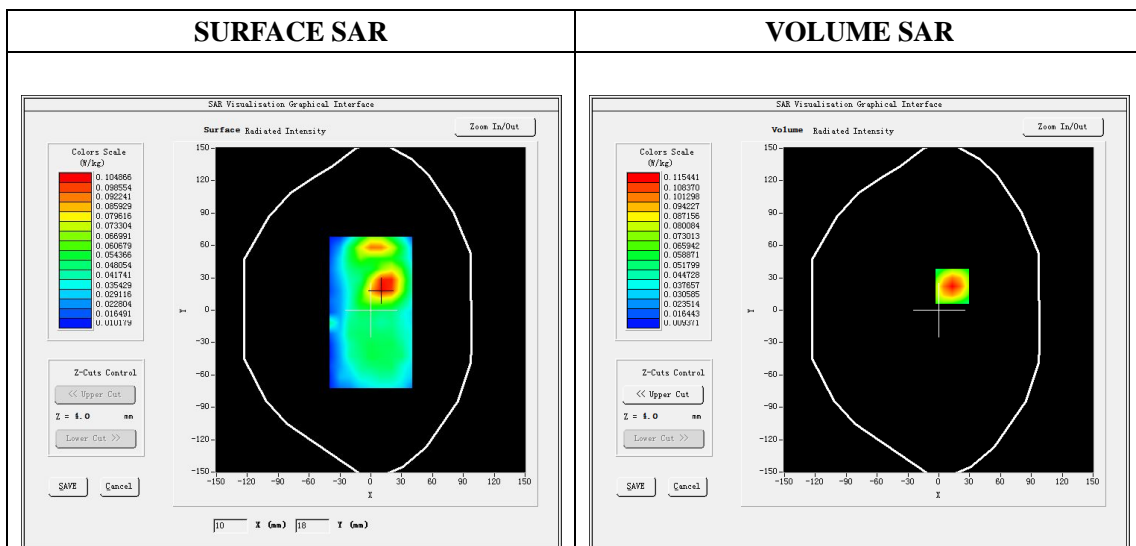 SURFACE SAR
VOLUME SAR
SAR Visualisation Graphical Interface
Surface Radiated Intensity
Zoom In/Out
Colors Scale
(W/kg)
0.104866
0.098554
0.092241
0.085929
0.079616
0.073304
0.066991
0.060679
0.054366
0.048054
0.041741
0.035429
0.029116
0.022804
0.016491
0.010179
150
120
90
60
30
0
-30
-60
-90
-120
-150
Y
-150 -120 -90 -60 -30 0 30 60 90 120 150
X
Z-Cuts Control
<< Upper Cut
Z = 4.0 mm
Lower Cut >>
SAVE Cancel
10 X (mm) 18 Y (mm)
SAR Visualisation Graphical Interface
Volume Radiated Intensity
Zoom In/Out
Colors Scale
(W/kg)
0.115441
0.108370
0.101298
0.094227
0.087156
0.080084
0.073013
0.065942
0.058871
0.051799
0.044728
0.037657
0.030585
0.023514
0.016443
0.009371
150
120
90
60
30
0
-30
-60
-90
-120
-150
Y
-150 -120 -90 -60 -30 0 30 60 90 120 150
X
Z-Cuts Control
<< Upper Cut
Z = 4.0 mm
Lower Cut >>
SAVE Cancel